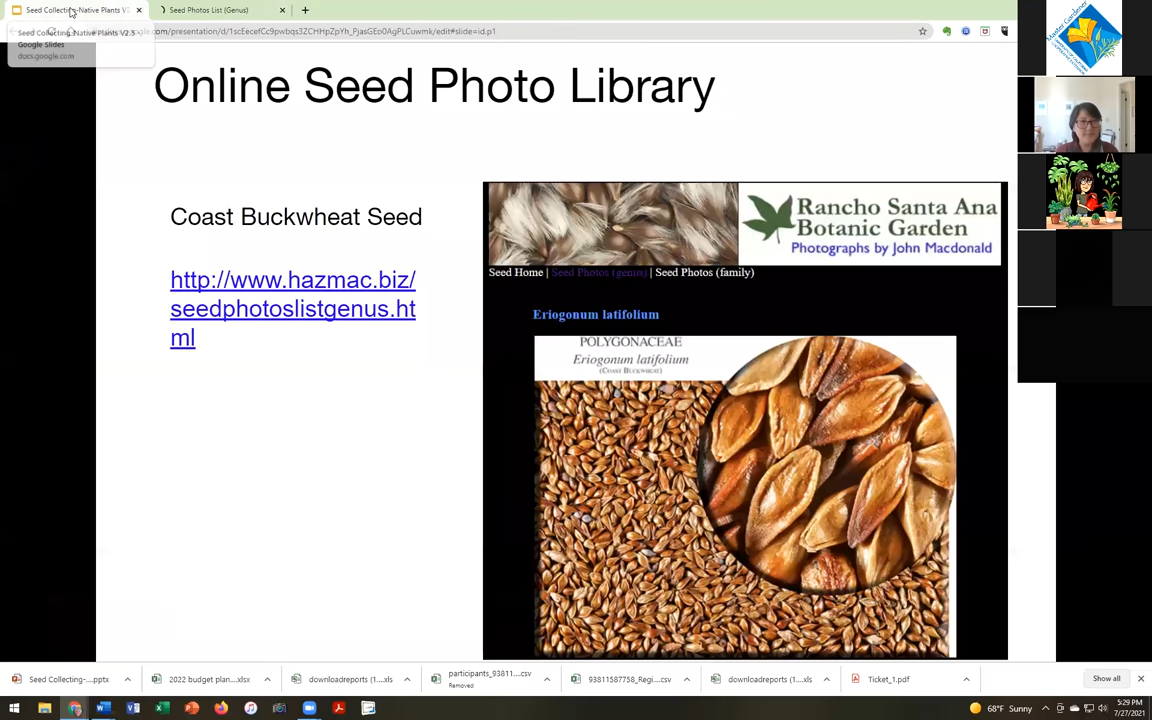 Seed Collecting-Native Plants V2
Seed Photos List (Genus)
Seed Collecting-Native Plants V2.5
Google Slides
docs.google.com
Online Seed Photo Library
Coast Buckwheat Seed
http://www.hazmac.biz/
seedphotoslistgenus.ht
ml
Rancho Santa Ana
Botanic Garden
Photographs by John Macdonald
Seed Home | Seed Photos (genus) | Seed Photos (family)
Eriogonum latifolium
POLYGONACEAE
Eriogonum latifolium
(COAST BUCKWHEAT)
Master Gardener
Seed Collecting-....pptx
2022 budget plan....xlsx
downloadreports (1....xls
participants_93811....csv
Removed
93811587758_Regi....csv
downloadreports (1....xls
Ticket_1.pdf
Show all
68°F Sunny
5:29 PM
7/27/2021